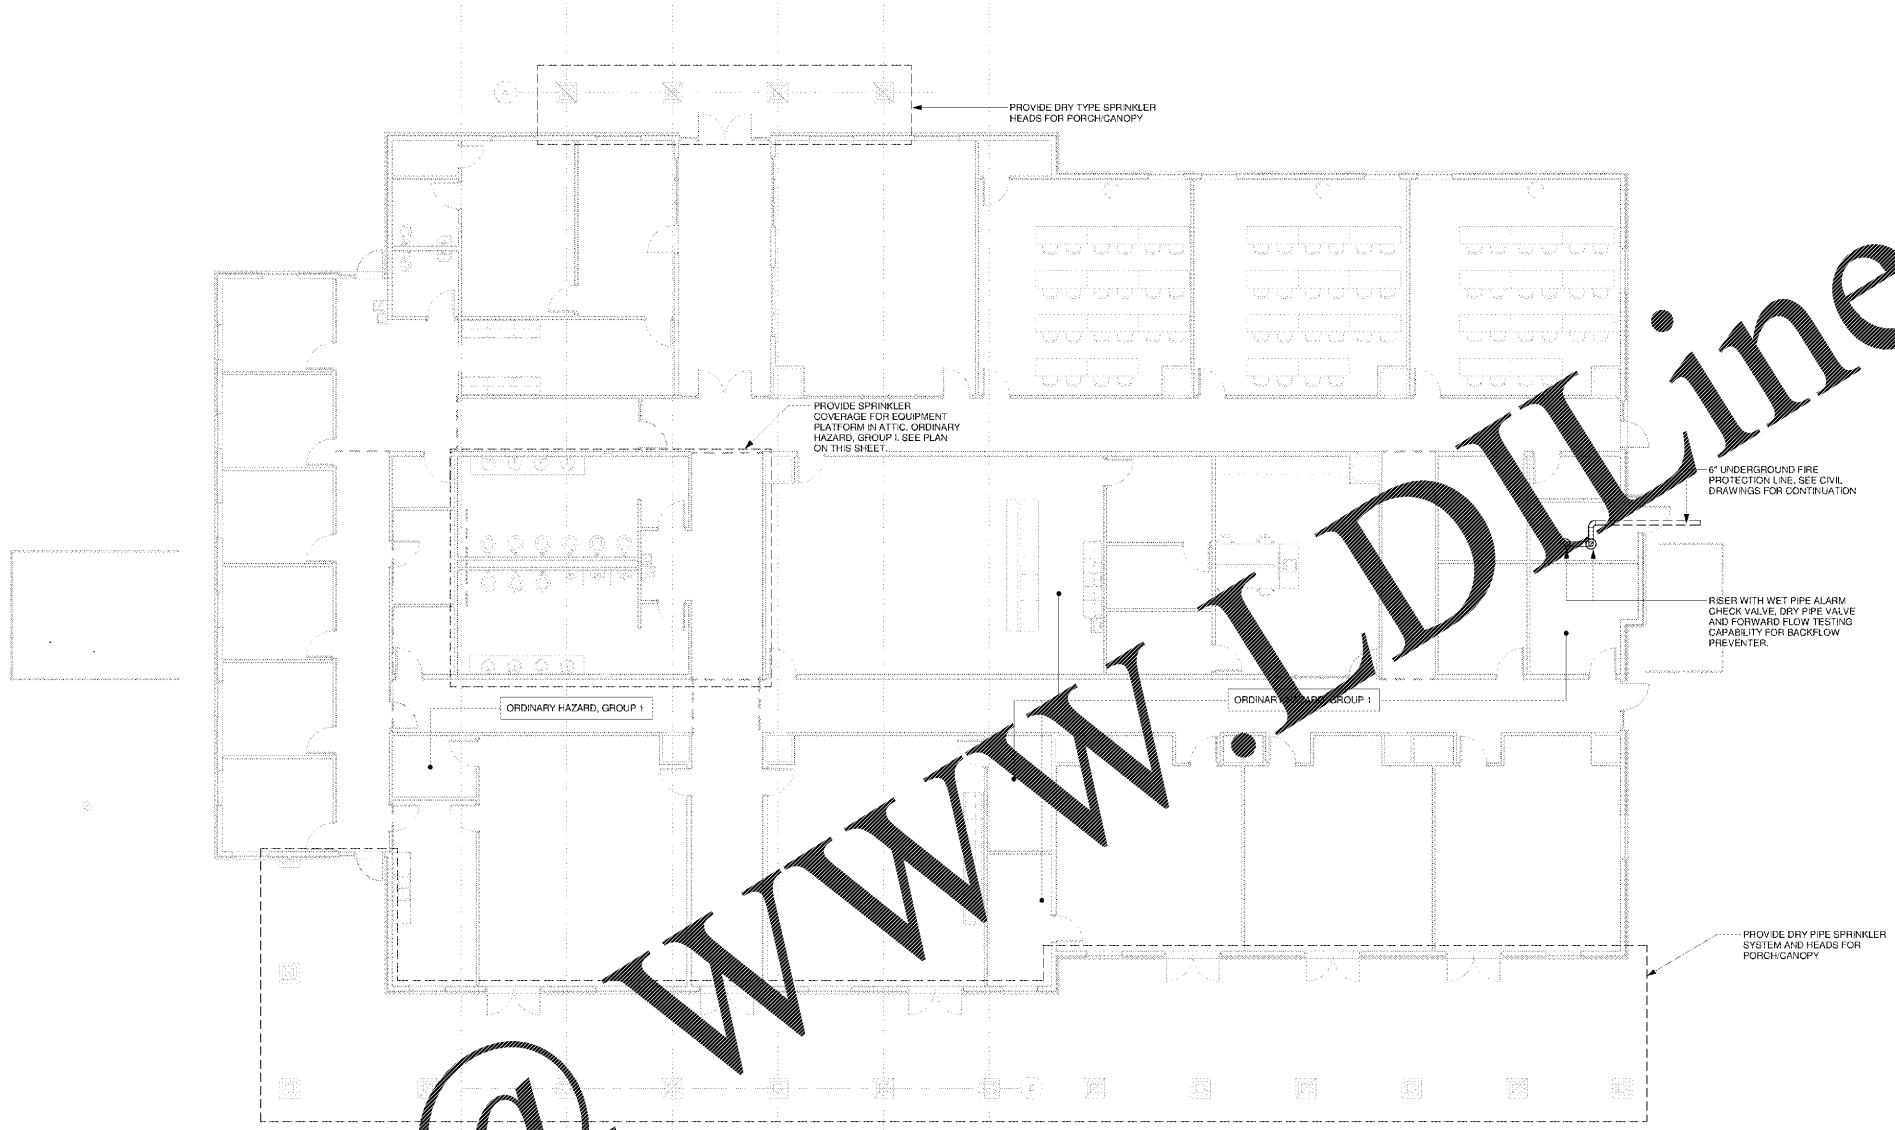 A
PROVIDE DRY TYPE SPRINKLER
HEADS FOR PORCH/CANOPY
PROVIDE SPRINKLER
COVERAGE FOR EQUIPMENT
PLATFORM IN ATTIC. ORDINARY
HAZARD, GROUP I. SEE PLAN
ON THIS SHEET.
6" UNDERGROUND FIRE
PROTECTION LINE. SEE CIVIL
DRAWINGS FOR CONTINUATION
RISER WITH WET PIPE ALARM
CHECK VALVE, DRY PIPE VALVE
AND FORWARD FLOW TESTING
CAPABILITY FOR BACKFLOW
PREVENTER.
ORDINARY HAZARD, GROUP 1
ORDINARY HAZARD, GROUP 1
PROVIDE DRY PIPE SPRINKLER
SYSTEM AND HEADS FOR
PORCH/CANOPY
@ www.LDILine